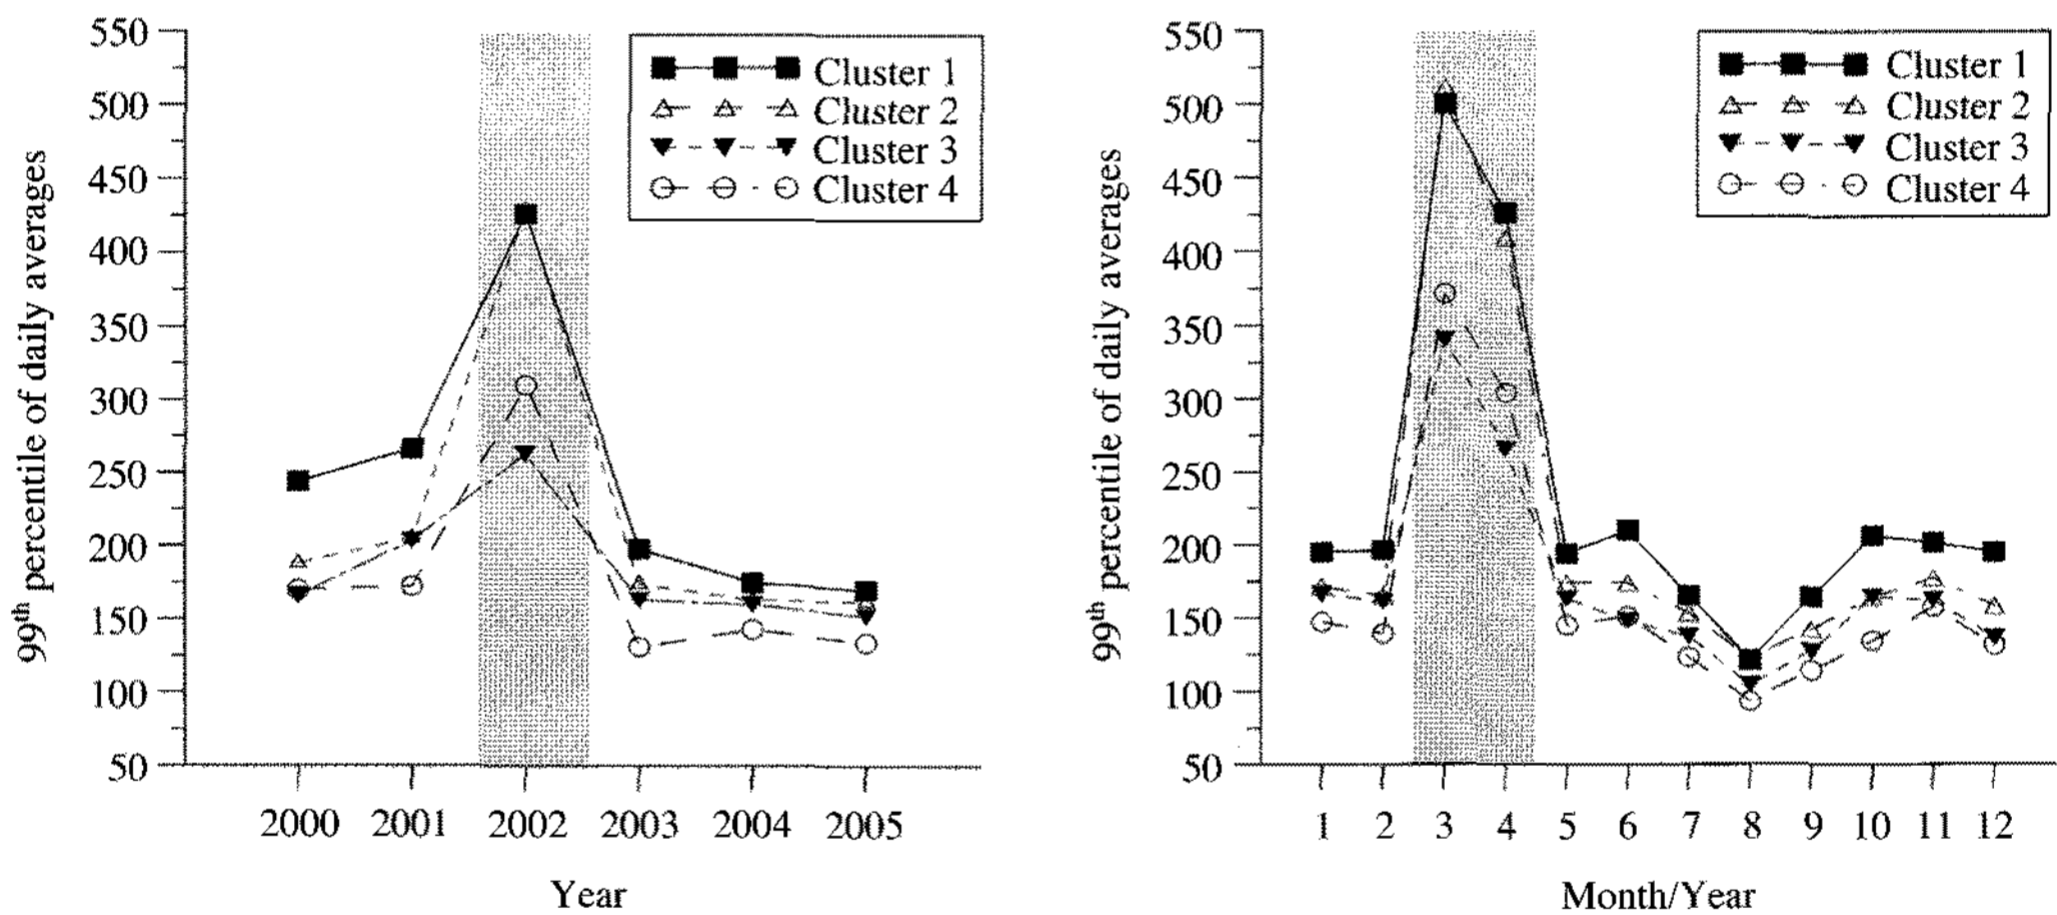 99th percentile of daily averages
550
500
450
400
350
300
250
200
150
100
50
Cluster 1
Cluster 2
Cluster 3
Cluster 4
2000 2001 2002 2003 2004 2005
Year
99th percentile of daily averages
550
500
450
400
350
300
250
200
150
100
50
Cluster 1
Cluster 2
Cluster 3
Cluster 4
1 2 3 4 5 6 7 8 9 10 11 12
Month/Year